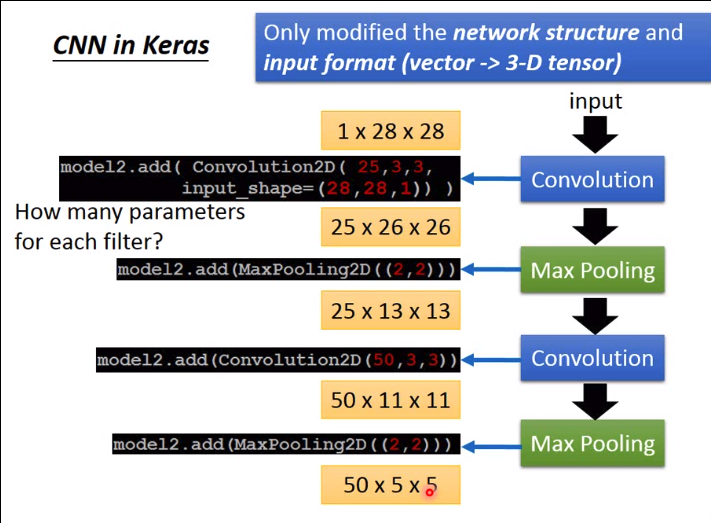 CNN in Keras
Only modified the network structure and
input format (vector -> 3-D tensor)
input
1 x 28 x 28
model2.add( Convolution2D( 25,3,3,
input_shape=(28,28,1)) )
Convolution
How many parameters
for each filter?
25 x 26 x 26
model2.add(MaxPooling2D((2,2)))
Max Pooling
25 x 13 x 13
model2.add(Convolution2D(50,3,3))
Convolution
50 x 11 x 11
model2.add(MaxPooling2D((2,2)))
Max Pooling
50 x 5 x 5